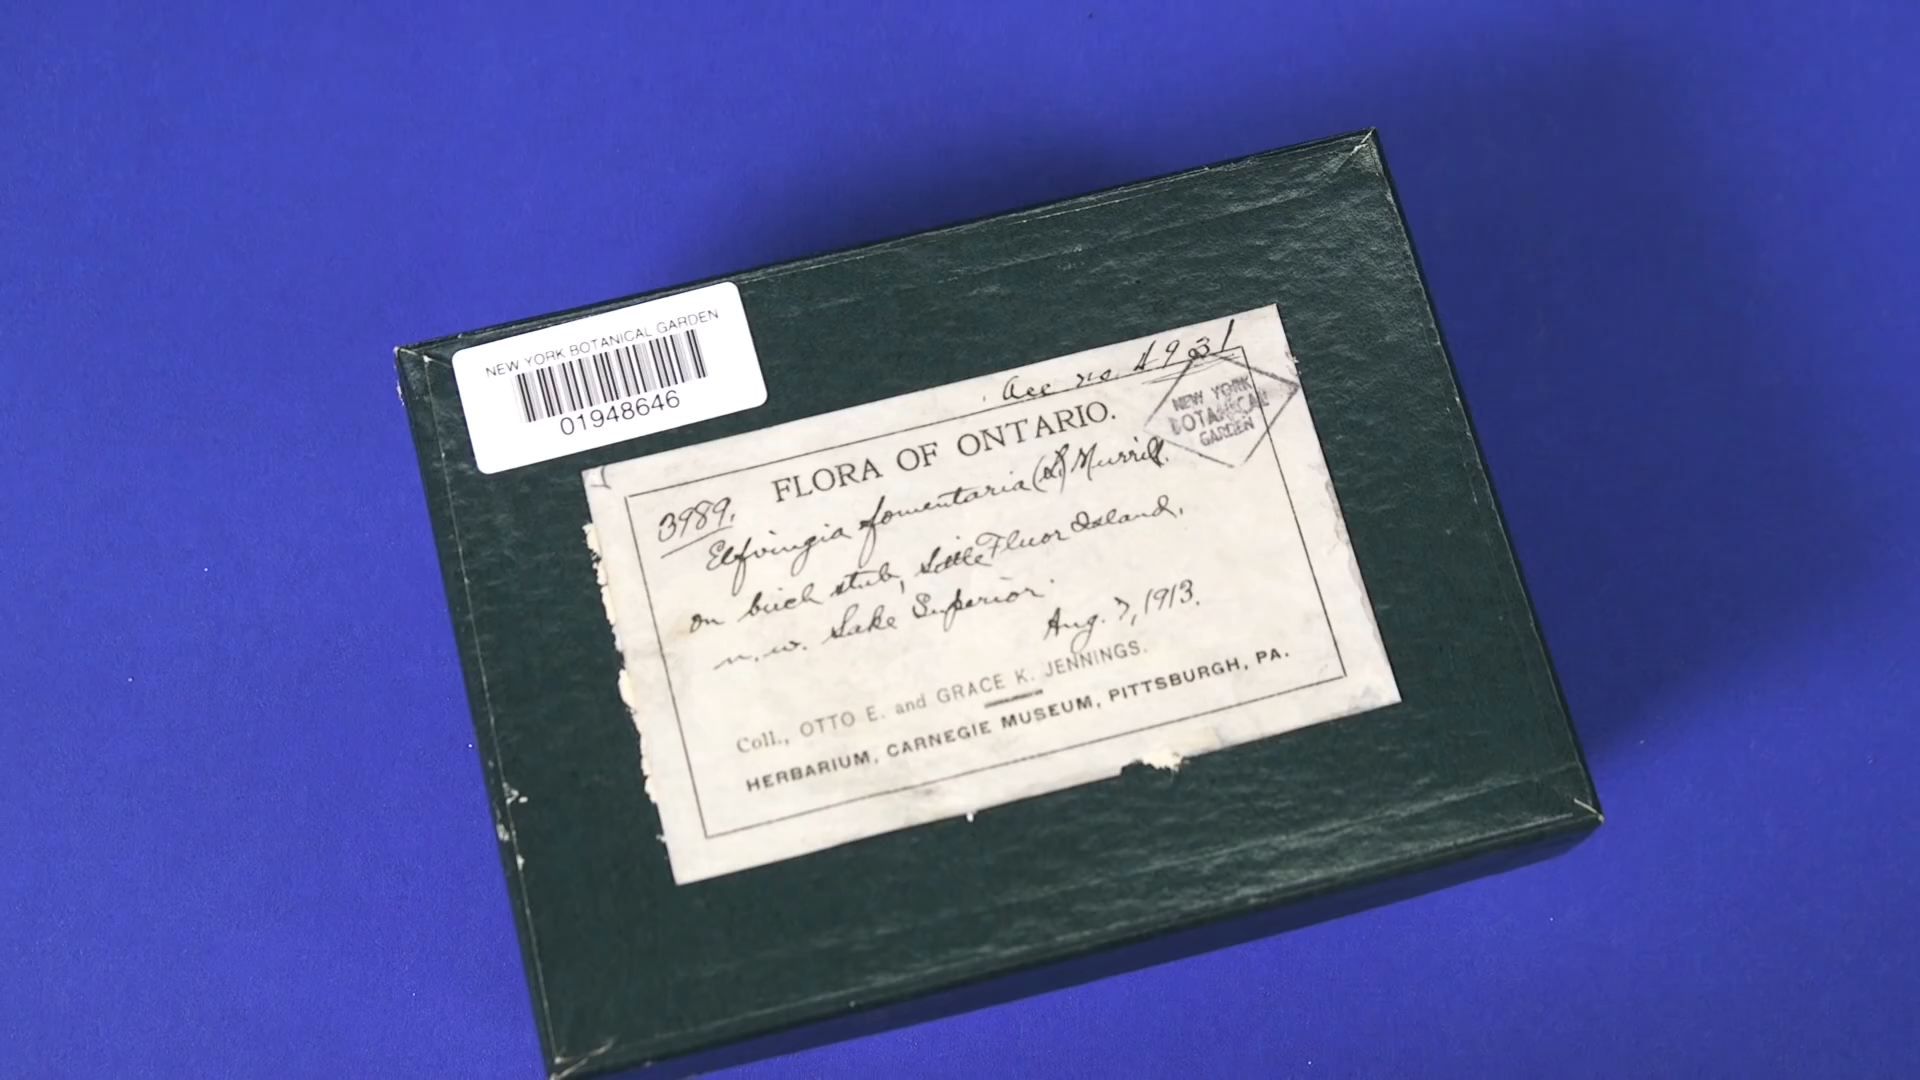 NEW YORK BOTANICAL GARDEN
01948646
Acc no. 4931
NEW YORK
BOTANICAL
GARDEN
FLORA OF ONTARIO.
3989.
Elfvingia fomentaria (L) Murrill.
on birch stub, Little Fluor Island,
n. w. Lake Superior.
Aug. 7, 1913.
Coll., OTTO E. and GRACE K. JENNINGS.
HERBARIUM, CARNEGIE MUSEUM, PITTSBURGH, PA.